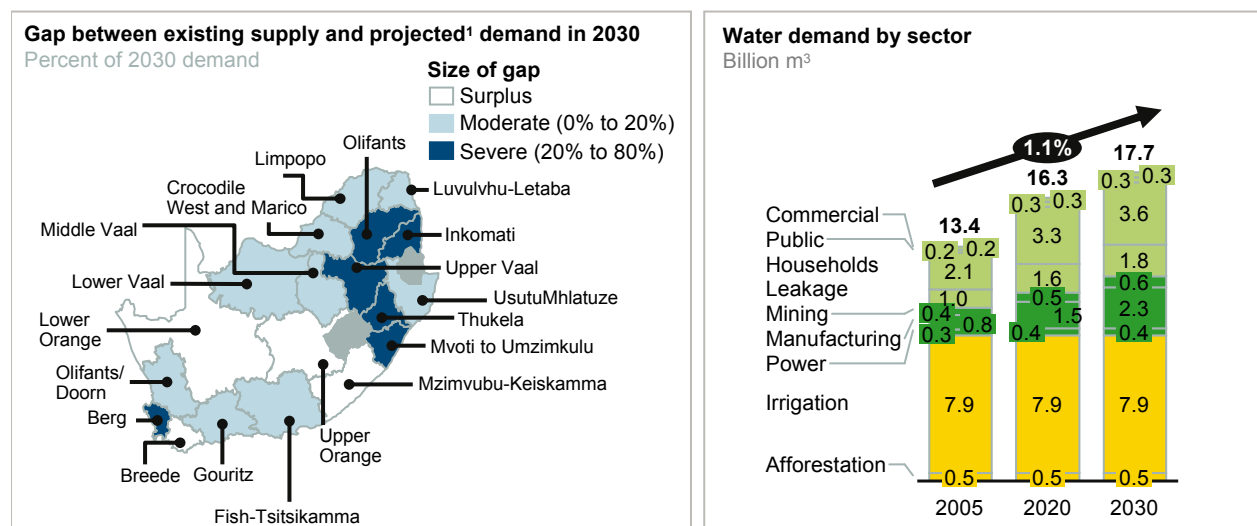 Gap between existing supply and projected¹ demand in 2030
Percent of 2030 demand
Size of gap
Surplus
Moderate (0% to 20%)
Severe (20% to 80%)
Olifants
Limpopo
Luvulvhu-Letaba
Crocodile
West and Marico
Middle Vaal
Inkomati
Upper Vaal
Lower Vaal
UsutuMhlatuze
Thukela
Lower
Orange
Mvoti to Umzimkulu
Olifants/
Doorn
Mzimvubu-Keiskamma
Berg
Upper
Orange
Breede
Gouritz
Fish-Tsitsikamma
Water demand by sector
Billion m³
1.1%
13.4
16.3
17.7
Commercial
Public
Households
Leakage
Mining
Manufacturing
Power
Irrigation
Afforestation
0.2 0.2
2.1
1.0
0.4
0.8
0.3
7.9
0.5
2005
0.3 0.3
3.3
1.6
0.5
1.5
0.4
7.9
0.5
2020
0.3 0.3
3.6
1.8
0.6
2.3
0.4
7.9
0.5
2030